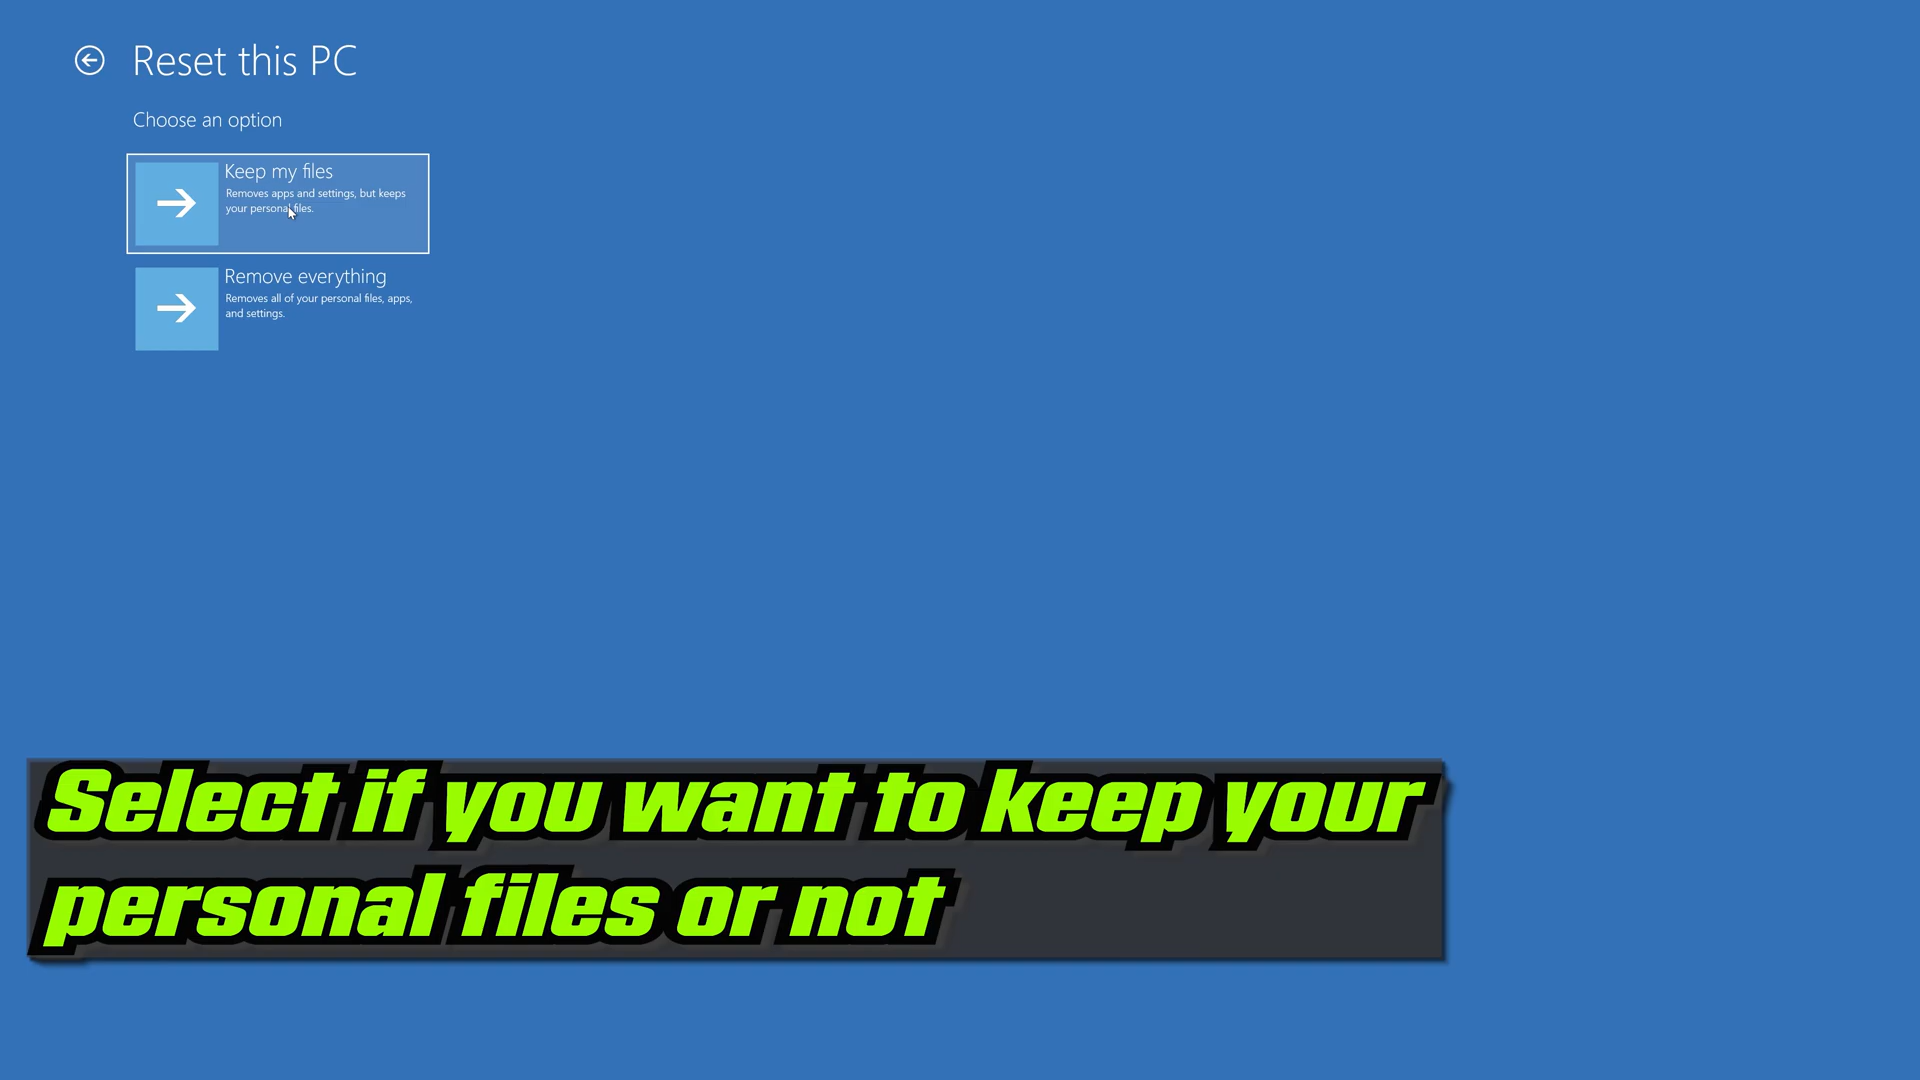 Reset this PC
Choose an option
Keep my files
Removes apps and settings, but keeps
your personal files.
Remove everything
Removes all of your personal files, apps,
and settings.
Select if you want to keep your
personal files or not